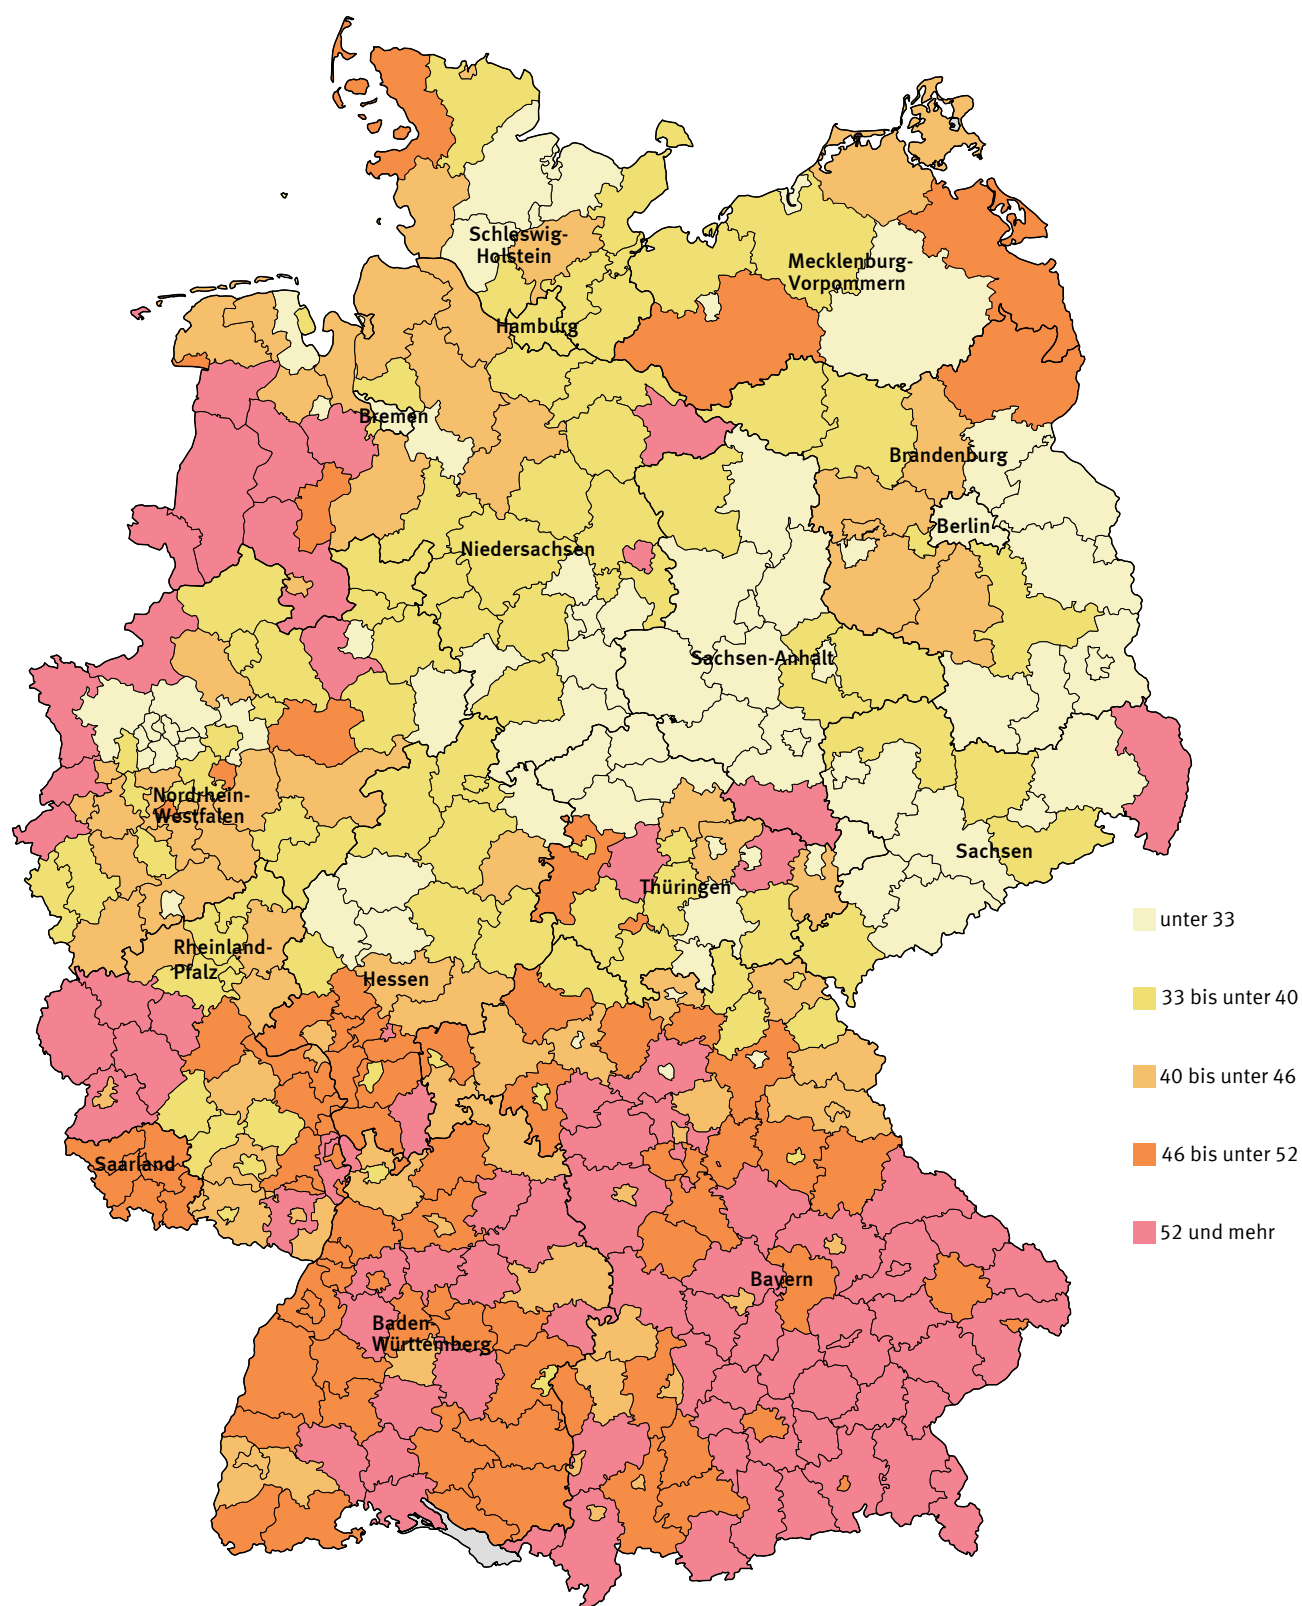 Schleswig-
Holstein
Mecklenburg-
Vorpommern
Hamburg
Bremen
Brandenburg
Berlin
Niedersachsen
Sachsen-Anhalt
Nordrhein-
Westfalen
Sachsen
Thüringen
Rheinland-
Pfalz
Hessen
Saarland
Bayern
Baden-
Württemberg
unter 33
33 bis unter 40
40 bis unter 46
46 bis unter 52
52 und mehr